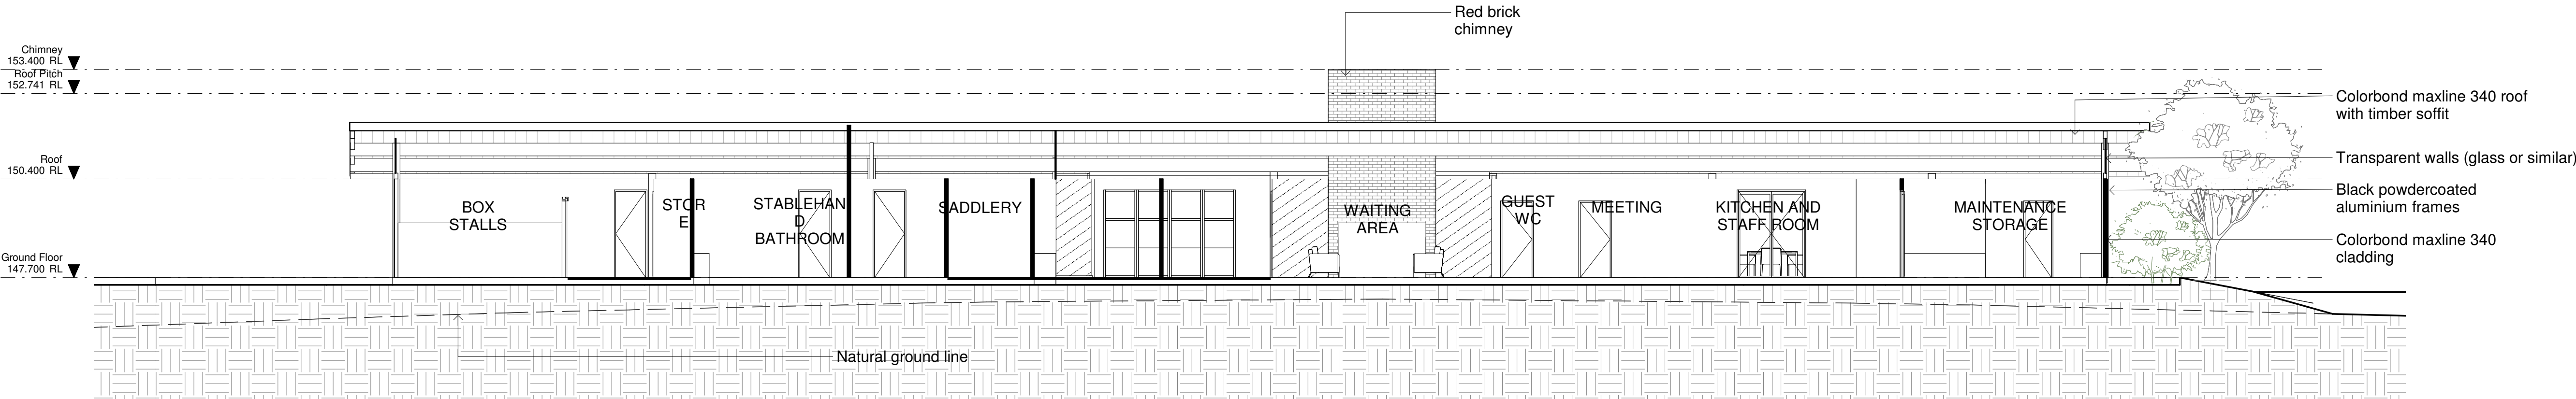 Red brick
chimney
Chimney
153.400 RL
Roof Pitch
152.741 RL
Colorbond maxline 340 roof
with timber soffit
Roof
150.400 RL
Transparent walls (glass or similar)
Black powdercoated
aluminium frames
BOX
STALLS
STOR
E
STABLEHAN
D
BATHROOM
SADDLERY
WAITING
AREA
GUEST
WC
MEETING
KITCHEN AND
STAFF ROOM
MAINTENANCE
STORAGE
Colorbond maxline 340
cladding
Ground Floor
147.700 RL
Natural ground line